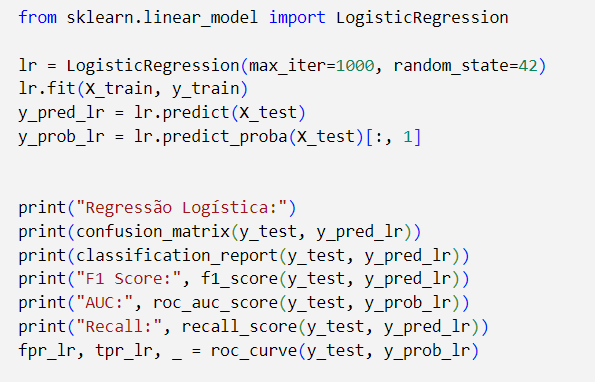 from sklearn.linear_model import LogisticRegression
lr = LogisticRegression(max_iter=1000, random_state=42)
lr.fit(X_train, y_train)
y_pred_lr = lr.predict(X_test)
y_prob_lr = lr.predict_proba(X_test)[:, 1]
print("Regressão Logística:")
print(confusion_matrix(y_test, y_pred_lr))
print(classification_report(y_test, y_pred_lr))
print("F1 Score:", f1_score(y_test, y_pred_lr))
print("AUC:", roc_auc_score(y_test, y_prob_lr))
print("Recall:", recall_score(y_test, y_pred_lr))
fpr_lr, tpr_lr, _ = roc_curve(y_test, y_prob_lr)